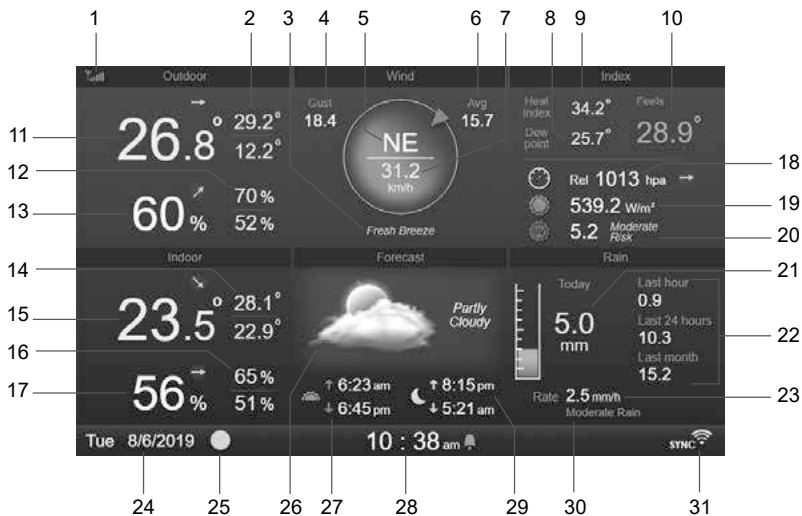 1 2 3 4 5 6 7 8 9 10
Outdoor
26.8°
29.2°
12.2°
60%
70%
52%
Wind
Gust
18.4
Avg
15.7
NE
31.2
km/h
Fresh Breeze
Index
Heat
Index
34.2°
Dew
point
25.7°
Feels
28.9°
Rel 1013 hpa
539.2 W/m²
5.2 Moderate
Risk
Indoor
23.5°
28.1°
22.9°
56%
65%
51%
Forecast
Partly
Cloudy
6:23 am
6:45 pm
8:15 pm
5:21 am
Rain
Today
5.0
mm
Last hour
0.9
Last 24 hours
10.3
Last month
15.2
Rate 2.5 mm/h
Moderate Rain
Tue 8/6/2019
10 : 38 am
SYNC
11
12
13
14
15
16
17
18
19
20
21
22
23
24 25 26 27 28 29 30 31